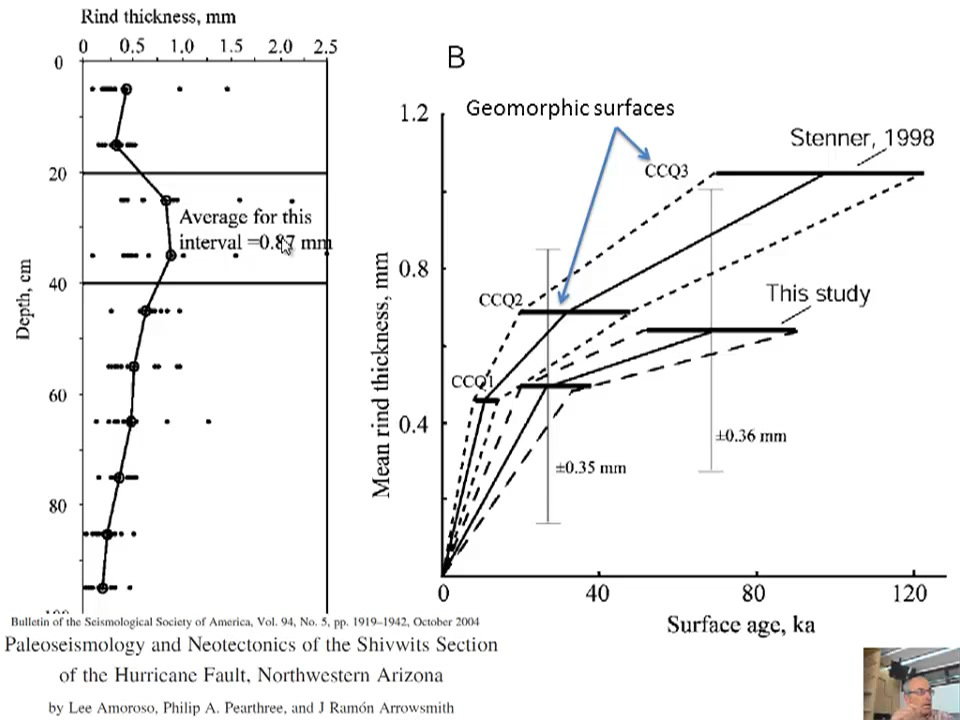 Rind thickness, mm
0 0.5 1.0 1.5 2.0 2.5
0
20
40
60
80
Depth, cm
Average for this
interval =0.87 mm
B
Geomorphic surfaces
1.2
0.8
0.4
Mean rind thickness, mm
Stenner, 1998
CCQ3
CCQ2
This study
CCQ1
±0.36 mm
±0.35 mm
0 40 80 120
Surface age, ka
Bulletin of the Seismological Society of America, Vol. 94, No. 5, pp. 1919–1942, October 2004
Paleoseismology and Neotectonics of the Shivwits Section
of the Hurricane Fault, Northwestern Arizona
by Lee Amoroso, Philip A. Pearthree, and J Ramón Arrowsmith